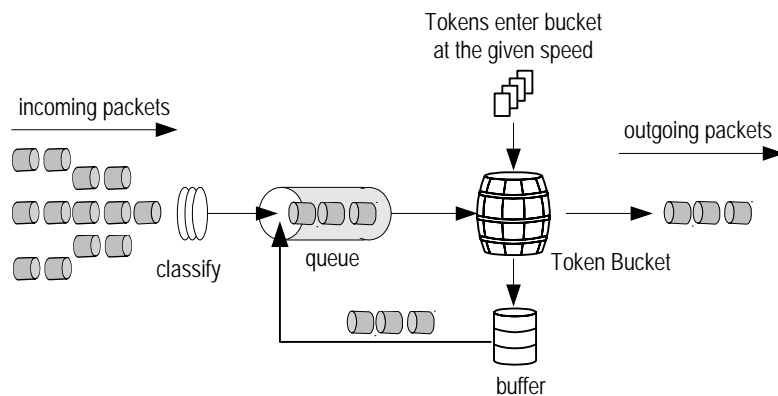 Tokens enter bucket
at the given speed
incoming packets
outgoing packets
classify
queue
Token Bucket
buffer